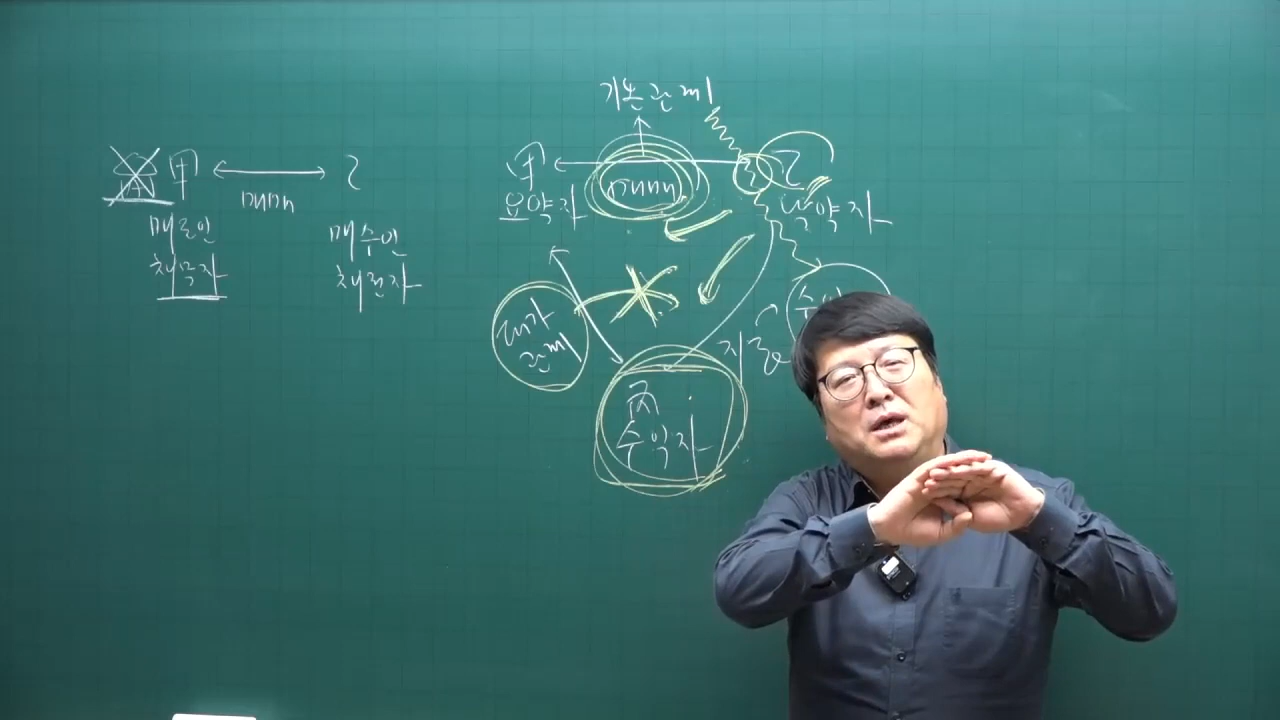 甲 乙
매매
매도인
채무자
매수인
채권자
기본관계
甲 乙
매매
요약자
낙약자
대가
관계
丙
수익자
지급
수익